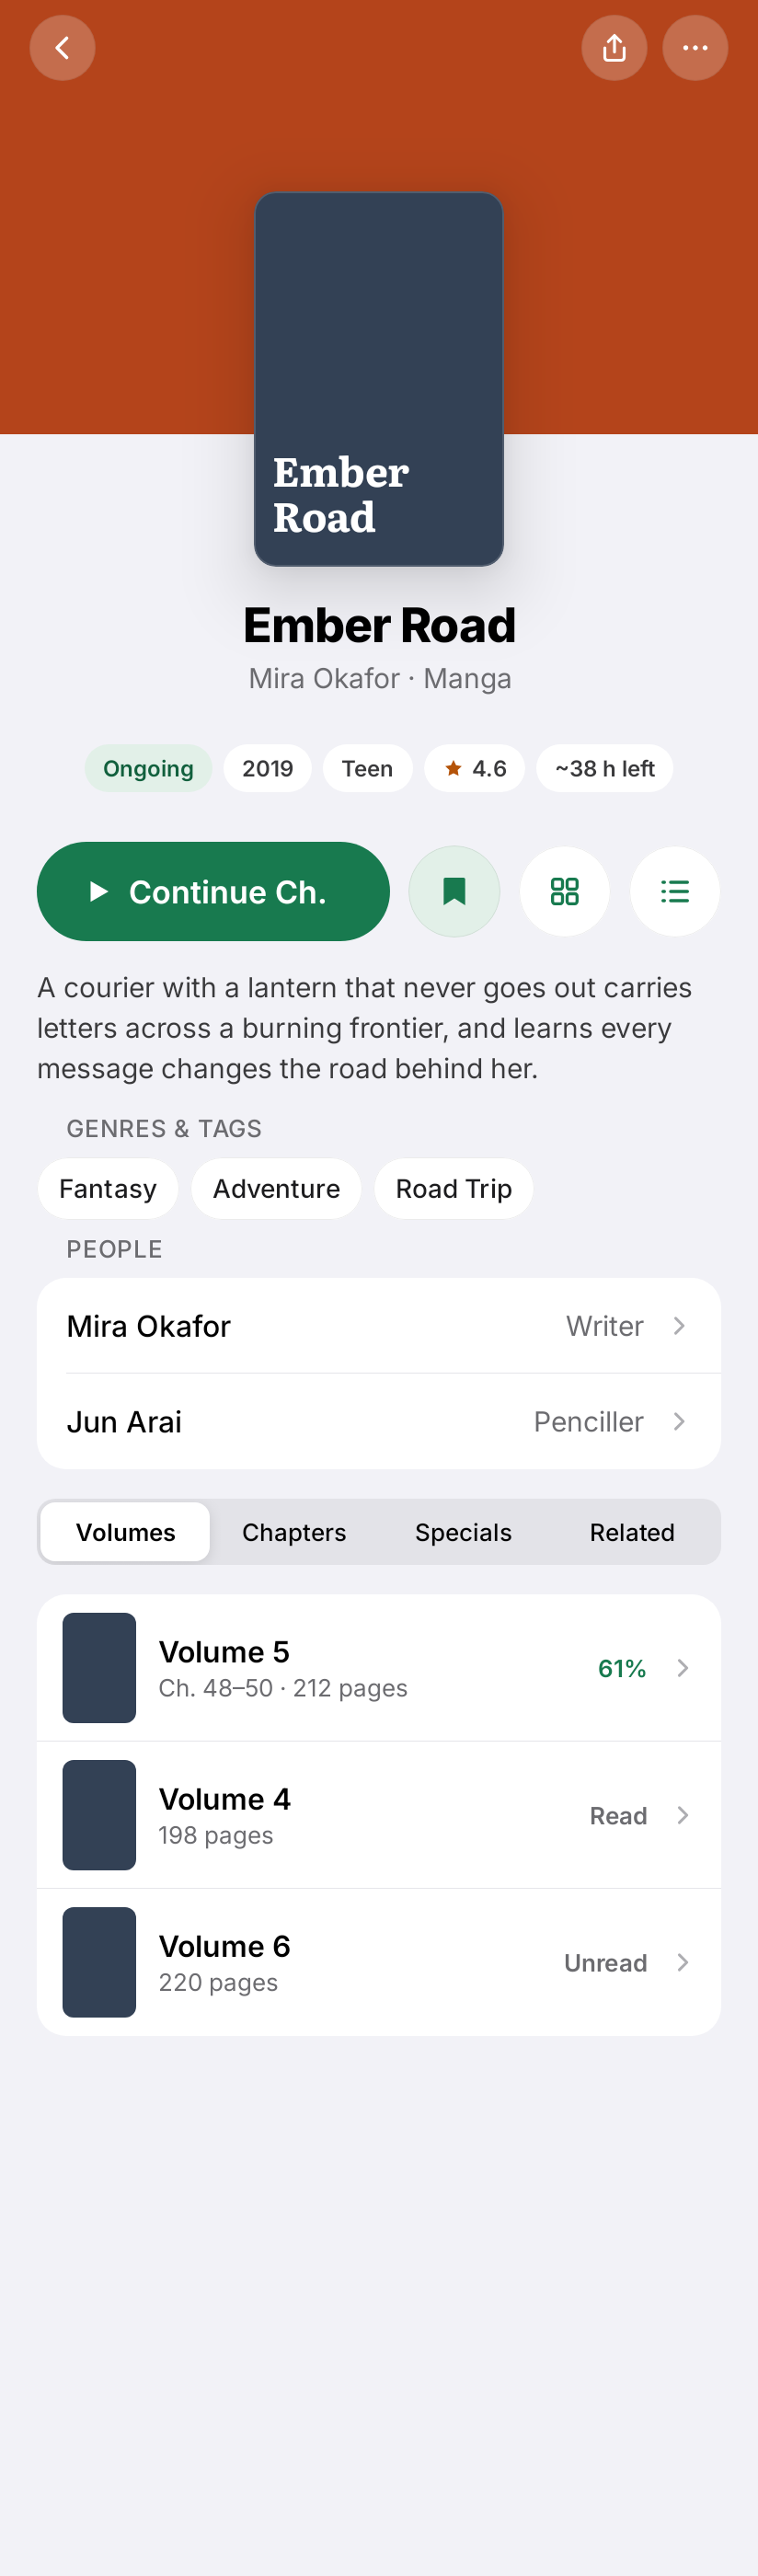 Ember
Road
Ember Road
Mira Okafor · Manga
Ongoing 2019 Teen ★ 4.6 ~38 h left
Continue Ch.
A courier with a lantern that never goes out carries
letters across a burning frontier, and learns every
message changes the road behind her.
GENRES & TAGS
Fantasy Adventure Road Trip
PEOPLE
Mira Okafor Writer
Jun Arai Penciller
Volumes Chapters Specials Related
Volume 5
Ch. 48–50 · 212 pages
61%
Volume 4
198 pages
Read
Volume 6
220 pages
Unread